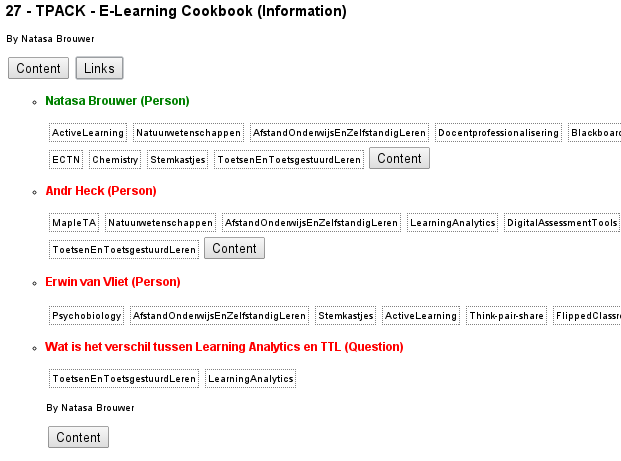 27 - TPACK - E-Learning Cookbook (Information)
By Natasa Brouwer
Content Links
Natasa Brouwer (Person)
ActiveLearning Natuurwetenschappen AfstandOnderwijsEnZelfstandigLeren Docentprofessionalisering Blackboard
ECTN Chemistry Stemkastjes ToetsenEnToetsgestuurdLeren Content
Andr Heck (Person)
MapleTA Natuurwetenschappen AfstandOnderwijsEnZelfstandigLeren LearningAnalytics DigitalAssessmentTools
ToetsenEnToetsgestuurdLeren Content
Erwin van Vliet (Person)
Psychobiology AfstandOnderwijsEnZelfstandigLeren Stemkastjes ActiveLearning Think-pair-share
Wat is het verschil tussen Learning Analytics en TTL (Question)
ToetsenEnToetsgestuurdLeren LearningAnalytics
By Natasa Brouwer
Content